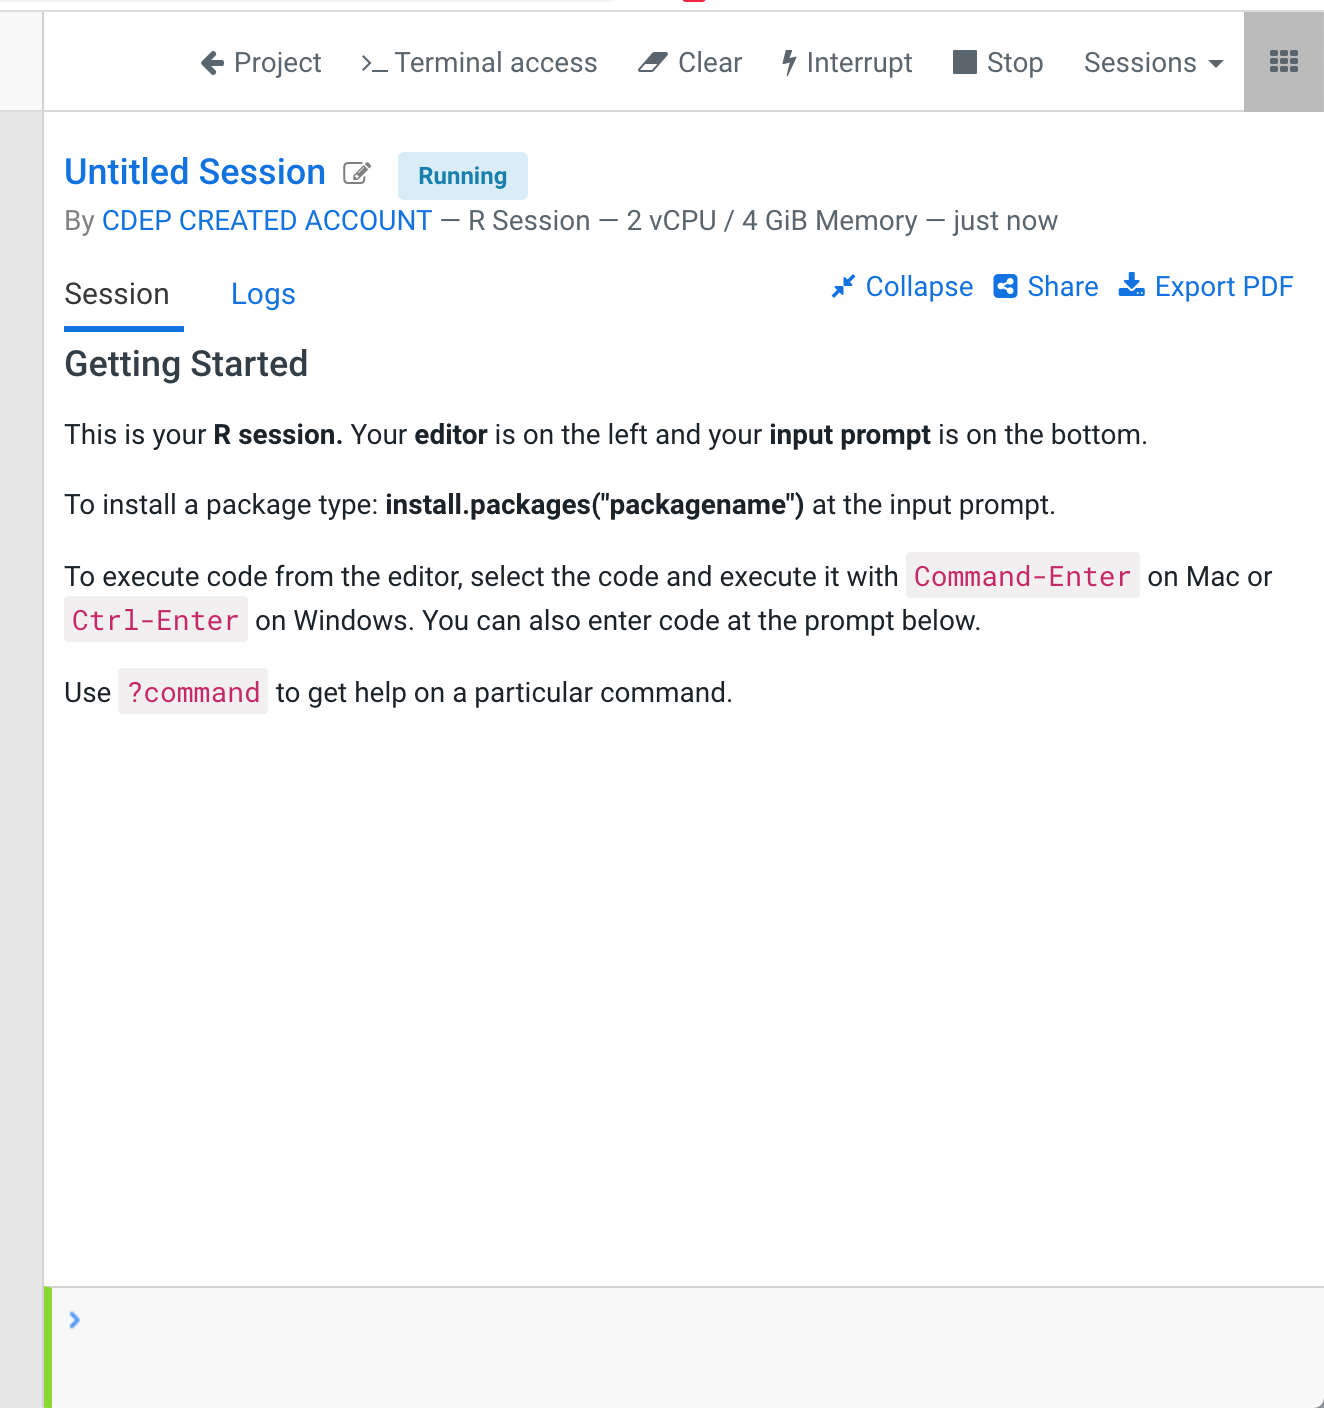 Project >_ Terminal access Clear Interrupt Stop Sessions
Untitled Session Running
By CDEP CREATED ACCOUNT — R Session — 2 vCPU / 4 GiB Memory — just now
Session Logs Collapse Share Export PDF
Getting Started
This is your R session. Your editor is on the left and your input prompt is on the bottom.
To install a package type: install.packages("packagename") at the input prompt.
To execute code from the editor, select the code and execute it with Command-Enter on Mac or
Ctrl-Enter on Windows. You can also enter code at the prompt below.
Use ?command to get help on a particular command.